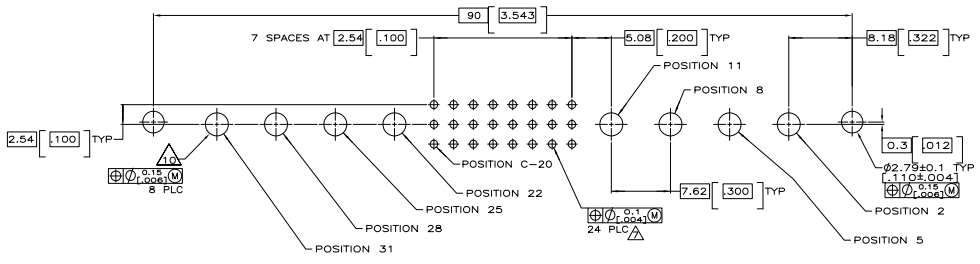 90 [3.543]
7 SPACES AT 2.54 [.100]
5.08 [.200] TYP
8.18 [.322] TYP
POSITION 11
POSITION 8
2.54 [.100] TYP
10
⌀ 0.15 [.006] Ⓜ
8 PLC
POSITION C-20
POSITION 22
POSITION 25
POSITION 28
POSITION 31
⌀ 0.1 [.004] Ⓜ
24 PLC 7
7.62 [.300] TYP
0.3 [.012]
⌀2.79±0.1 TYP
[.110±.004]
⌀ 0.15 [.006] Ⓜ
POSITION 2
POSITION 5